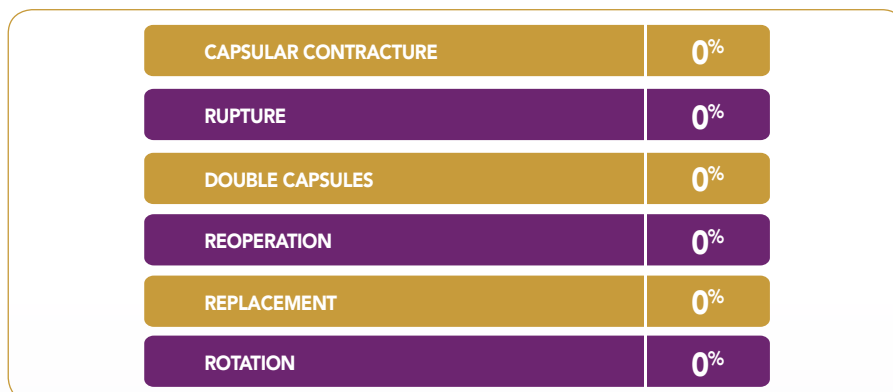 CAPSULAR CONTRACTURE 0%
RUPTURE 0%
DOUBLE CAPSULES 0%
REOPERATION 0%
REPLACEMENT 0%
ROTATION 0%